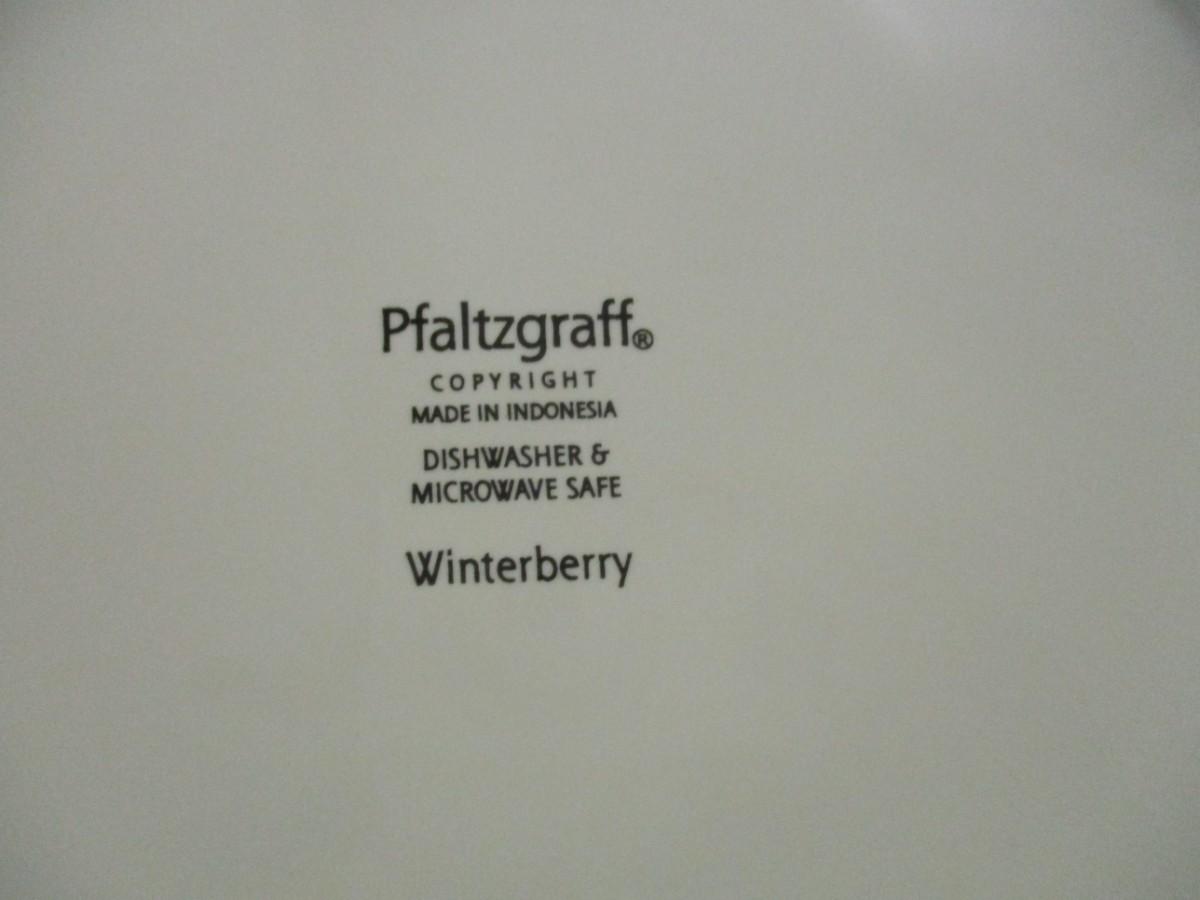 Pfaltzgraff®
COPYRIGHT
MADE IN INDONESIA
DISHWASHER &
MICROWAVE SAFE
Winterberry